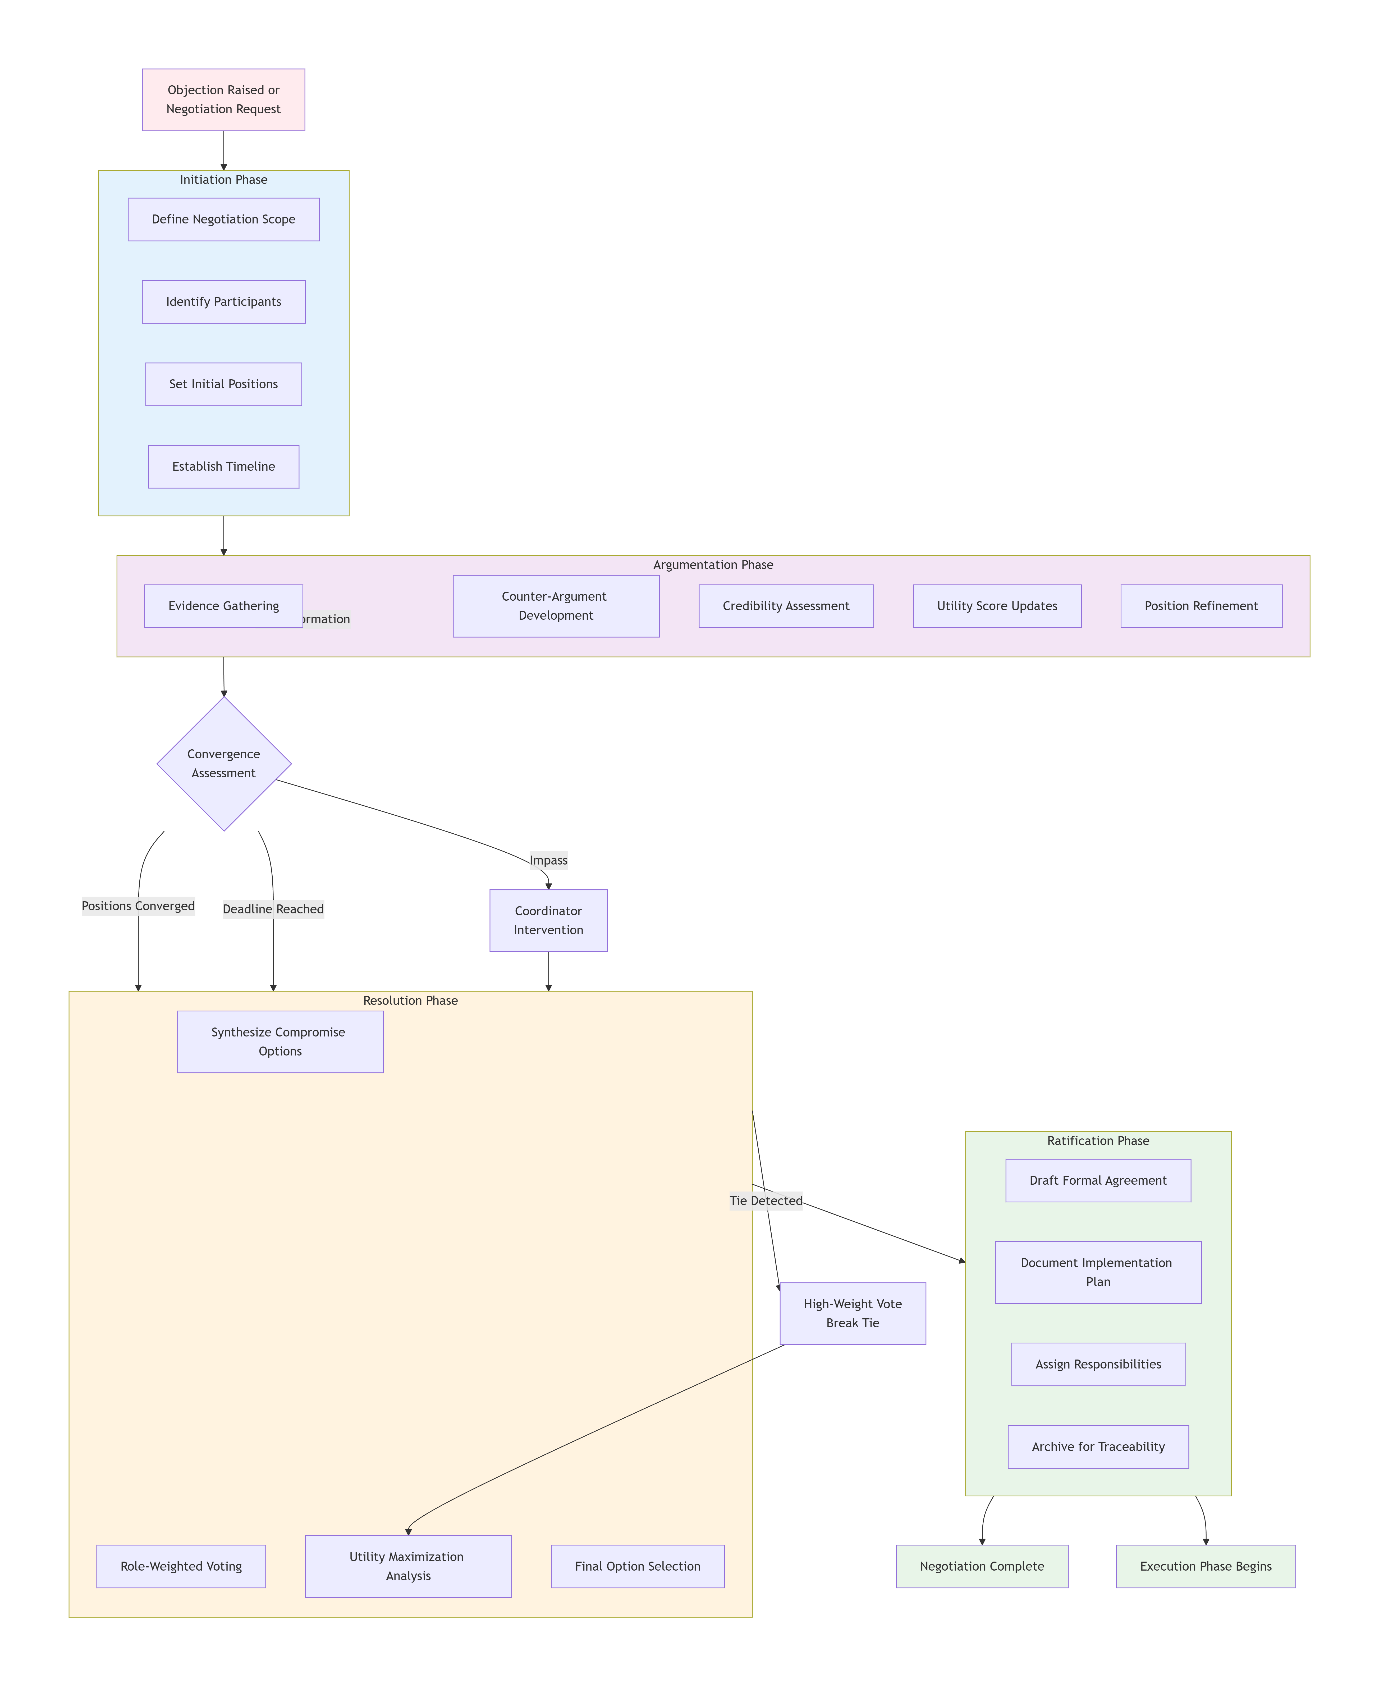 Objection Raised or
Negotiation Request
Initiation Phase
Define Negotiation Scope
Identify Participants
Set Initial Positions
Establish Timeline
Argumentation Phase
Evidence Gathering
Counter-Argument
Development
Credibility Assessment
Utility Score Updates
Position Refinement
Convergence
Assessment
Impass
Positions Converged
Deadline Reached
Coordinator
Intervention
Resolution Phase
Synthesize Compromise
Options
Tie Detected
High-Weight Vote
Break Tie
Role-Weighted Voting
Utility Maximization
Analysis
Final Option Selection
Ratification Phase
Draft Formal Agreement
Document Implementation
Plan
Assign Responsibilities
Archive for Traceability
Negotiation Complete
Execution Phase Begins